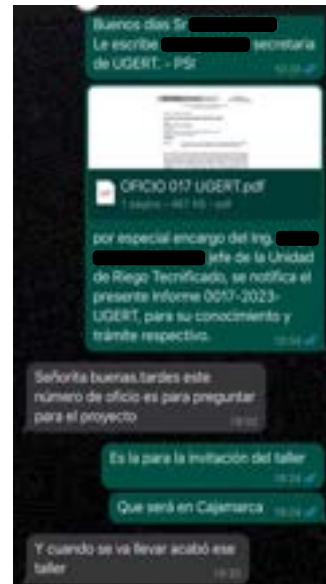 Buenos días Sr
Le escribe secretaria
de UGERT. - PSI
OFICIO 017 UGERT.pdf
1 página pdf
por especial encargo del Ing.
jefe de la Unidad
de Riego Tecnificado, se notifica el
presente Informe 0017-2023-
UGERT, para su conocimiento y
trámite respectivo.
Señorita buenas,tardes este
número de oficio es para preguntar
para el proyecto
Es la para la invitación del taller
Que será en Cajamarca
Y cuando se va llevar acabó ese
taller